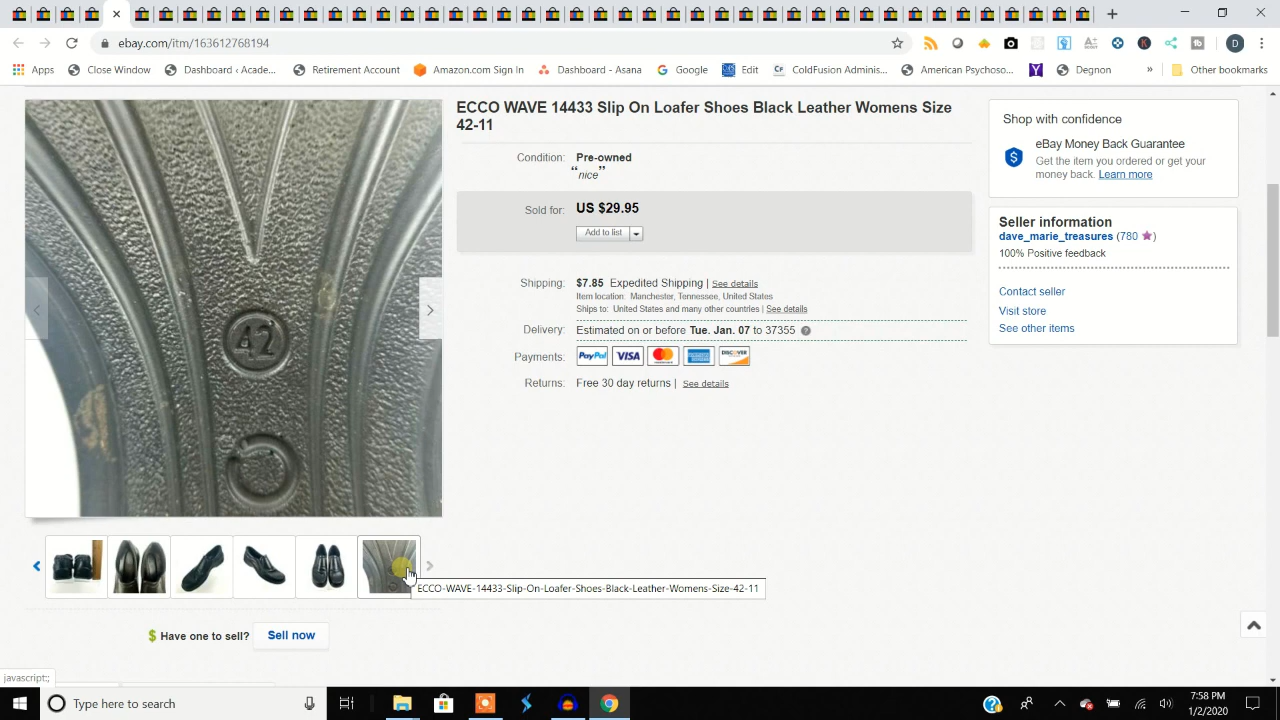 ebay.com/itm/163612768194
Apps
Close Window
Dashboard ‹ Acade...
Retirement Account
Amazon.com Sign In
Dashboard - Asana
Google
Edit
ColdFusion Adminis...
American Psychoso...
Degnon
»
Other bookmarks
ECCO WAVE 14433 Slip On Loafer Shoes Black Leather Womens Size
42-11
Condition: Pre-owned
“nice”
Sold for: US $29.95
Add to list
Shipping: $7.85 Expedited Shipping | See details
Item location: Manchester, Tennessee, United States
Ships to: United States and many other countries | See details
Delivery: Estimated on or before Tue. Jan. 07 to 37355
Payments: PayPal VISA DISCOVER
Returns: Free 30 day returns | See details
Shop with confidence
eBay Money Back Guarantee
Get the item you ordered or get your
money back. Learn more
Seller information
dave_marie_treasures (780 )
100% Positive feedback
Contact seller
Visit store
See other items
42
ECCO-WAVE-14433-Slip-On-Loafer-Shoes-Black-Leather-Womens-Size-42-11
Have one to sell? Sell now
javascript:;
Type here to search
7:58 PM
1/2/2020